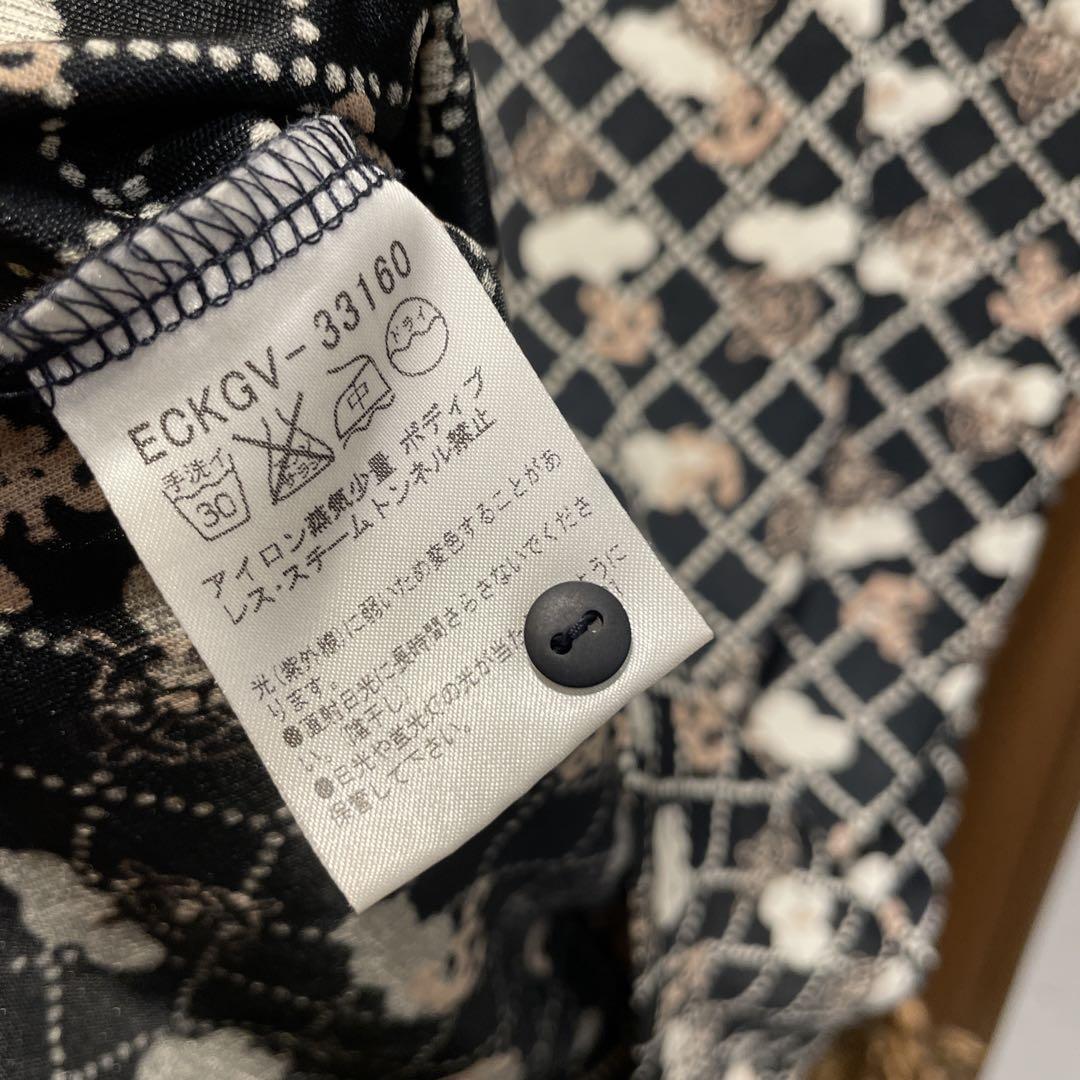 ECKGV-33160
手洗イ 30 中 ドライ
アイロン蒸気少量 ボディプ
レス・スチームトンネル禁止
光(紫外線)に弱いため変色することがあ
ります。
●直射日光に長時間さらさないでくださ
い。「陰干し」
●日光や蛍光灯の光が当た ように
保管して下さい。